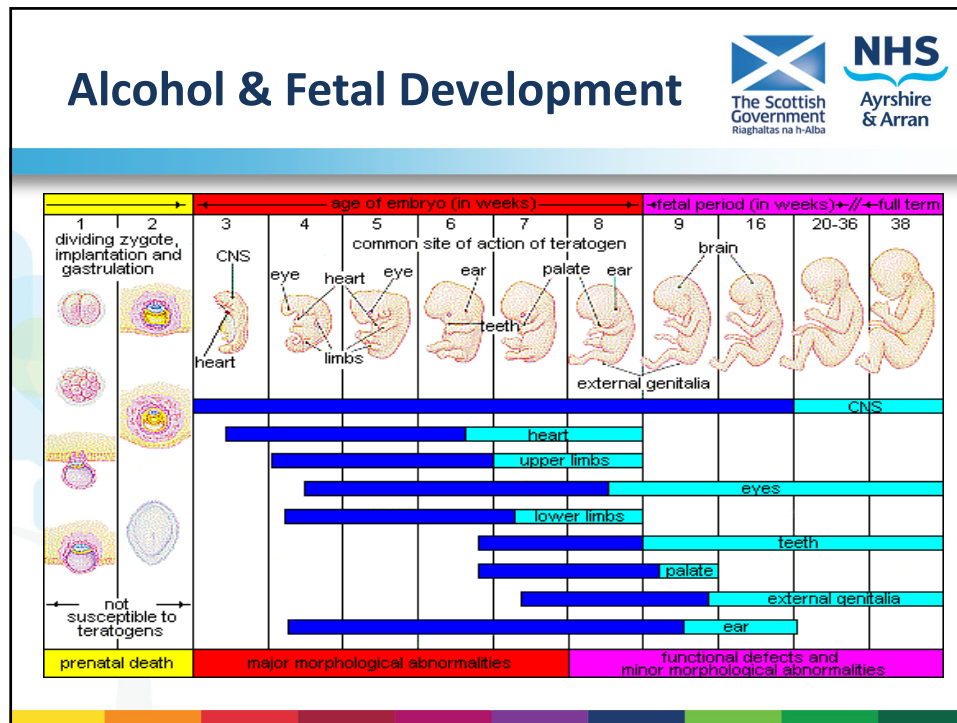 Alcohol & Fetal Development
The Scottish
Government
Riaghaltas na h-Alba
NHS
Ayrshire
& Arran
age of embryo (in weeks)
fetal period (in weeks)
full term
1
2
3
4
5
6
7
8
9
16
20-36
38
dividing zygote,
implantation and
gastrulation
common site of action of teratogen
CNS
eye
heart
eye
ear
palate
ear
brain
heart
limbs
teeth
external genitalia
CNS
heart
upper limbs
eyes
lower limbs
teeth
palate
external genitalia
ear
not
susceptible to
teratogens
prenatal death
major morphological abnormalities
functional defects and
minor morphological abnormalities